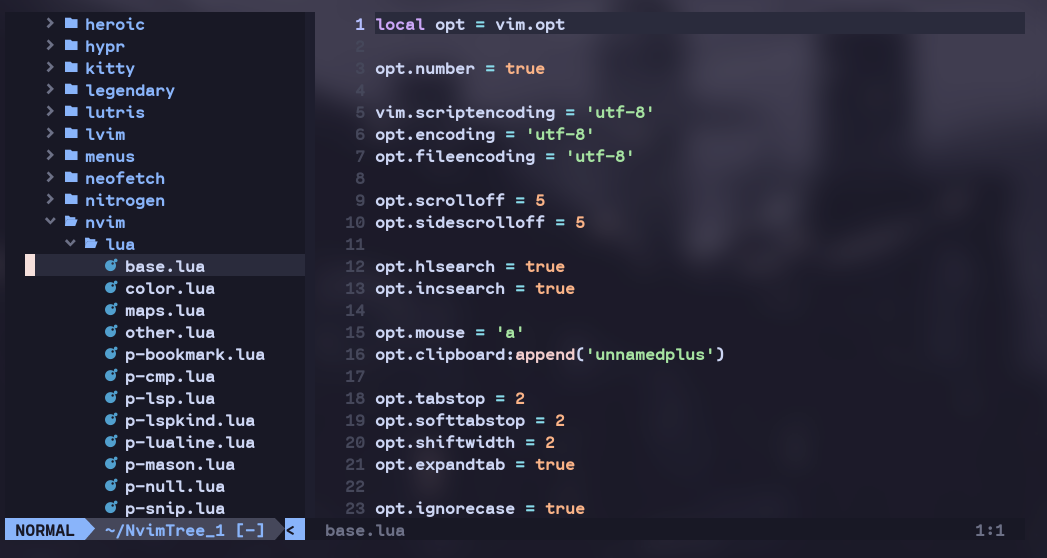 heroic
hypr
kitty
legendary
lutris
lvim
menus
neofetch
nitrogen
nvim
lua
base.lua
color.lua
maps.lua
other.lua
p-bookmark.lua
p-cmp.lua
p-lsp.lua
p-lspkind.lua
p-lualine.lua
p-mason.lua
p-null.lua
p-snip.lua
1 local opt = vim.opt
2
3 opt.number = true
4
5 vim.scriptencoding = 'utf-8'
6 opt.encoding = 'utf-8'
7 opt.fileencoding = 'utf-8'
8
9 opt.scrolloff = 5
10 opt.sidescrolloff = 5
11
12 opt.hlsearch = true
13 opt.incsearch = true
14
15 opt.mouse = 'a'
16 opt.clipboard:append('unnamedplus')
17
18 opt.tabstop = 2
19 opt.softtabstop = 2
20 opt.shiftwidth = 2
21 opt.expandtab = true
22
23 opt.ignorecase = true
NORMAL ~/NvimTree_1 [-] < base.lua 1:1